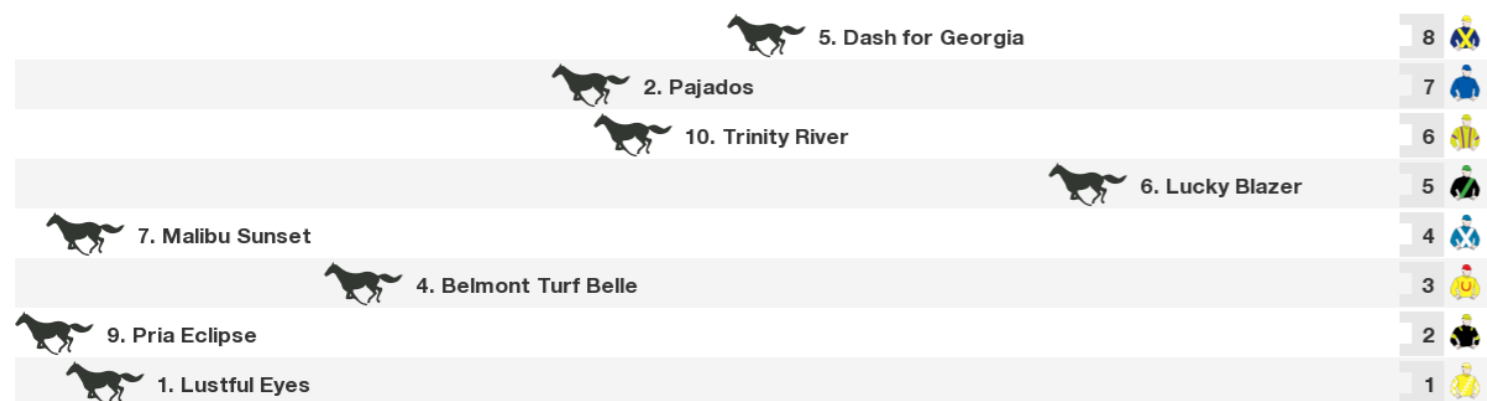 5. Dash for Georgia 8
2. Pajados 7
10. Trinity River 6
6. Lucky Blazer 5
7. Malibu Sunset 4
4. Belmont Turf Belle 3
9. Pria Eclipse 2
1. Lustful Eyes 1